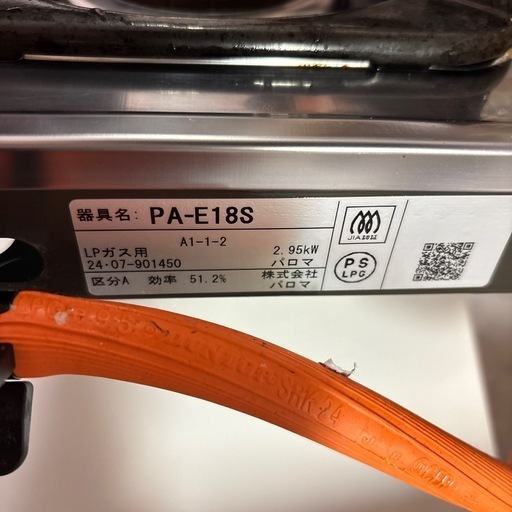 器具名: PA-E18S
A1-1-2
LPガス用 2.95kW
24・07-901450 パロマ
区分A 効率 51.2% 株式会社
パロマ
JIA認証
PS
LPG